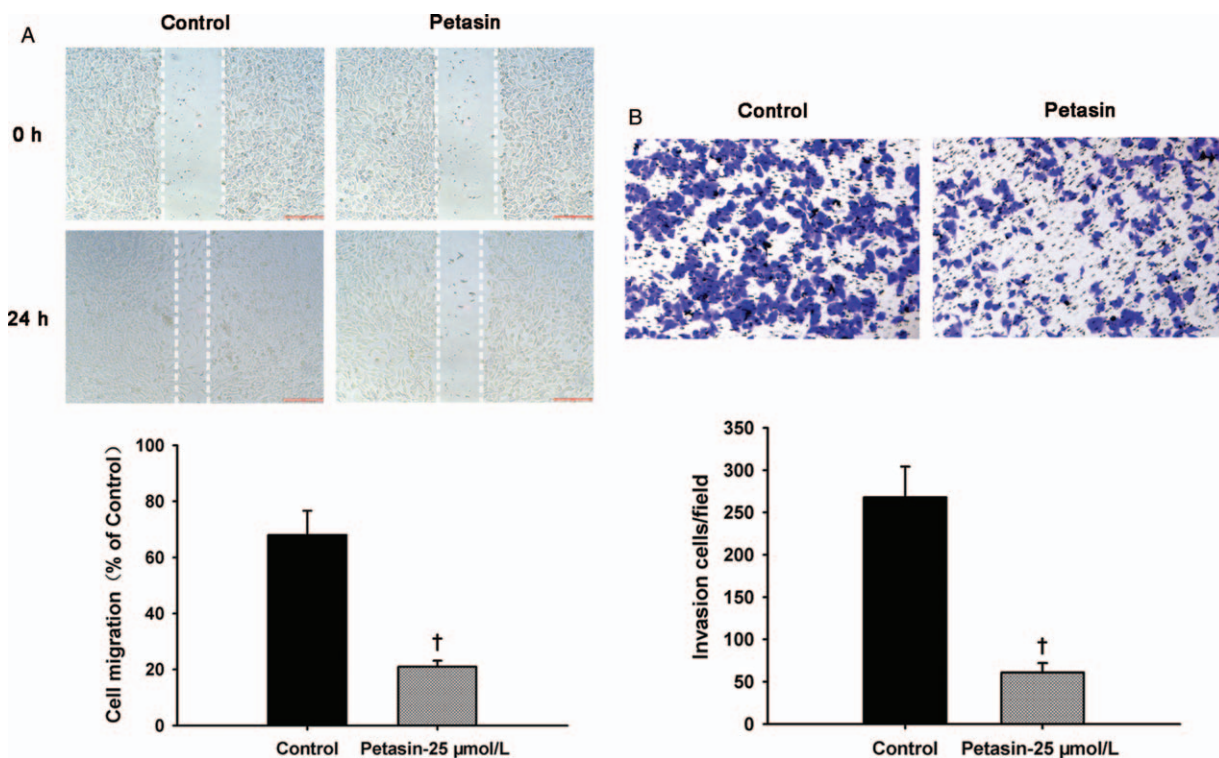 A
Control
Petasin
0 h
24 h
Cell migration (% of Control)
100
80
60
40
20
0
†
Control
Petasin-25 µmol/L
B
Control
Petasin
Invasion cells/field
350
300
250
200
150
100
50
0
†
Control
Petasin-25 µmol/L